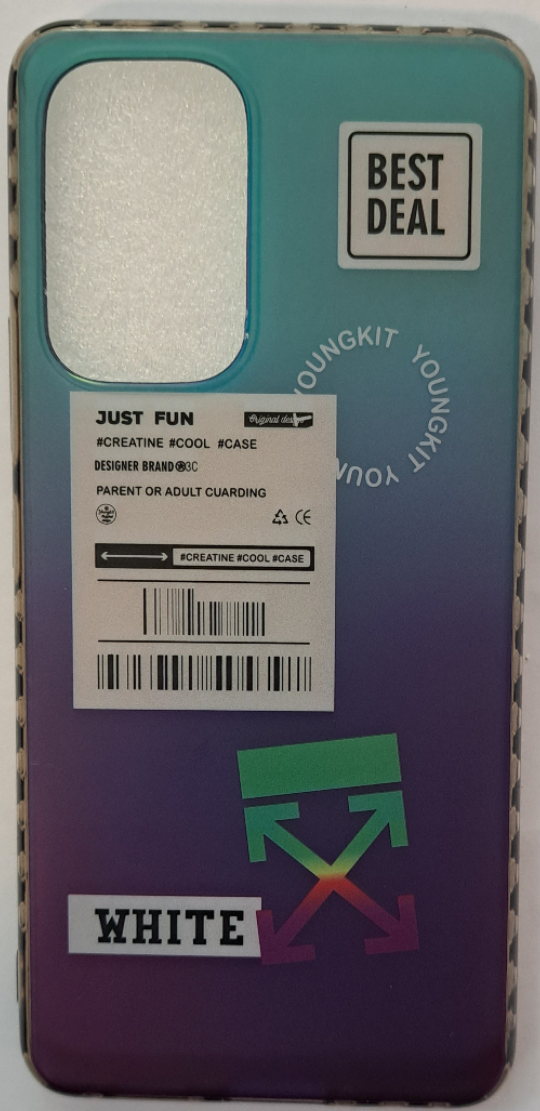 BEST
DEAL
YOUNGKIT YOUNGKIT
JUST FUN
Original design
#CREATINE #COOL #CASE
DESIGNER BRAND 3C
PARENT OR ADULT CUARDING
CE
#CREATINE #COOL #CASE
WHITE